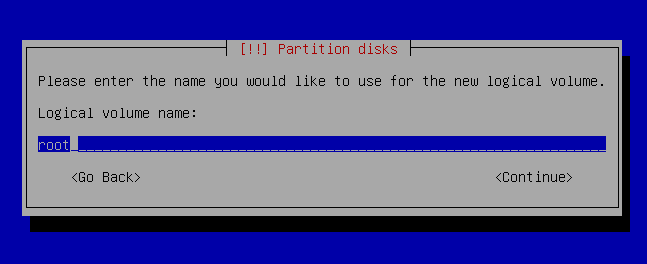 [!!] Partition disks
Please enter the name you would like to use for the new logical volume.
Logical volume name:
root
<Go Back> <Continue>